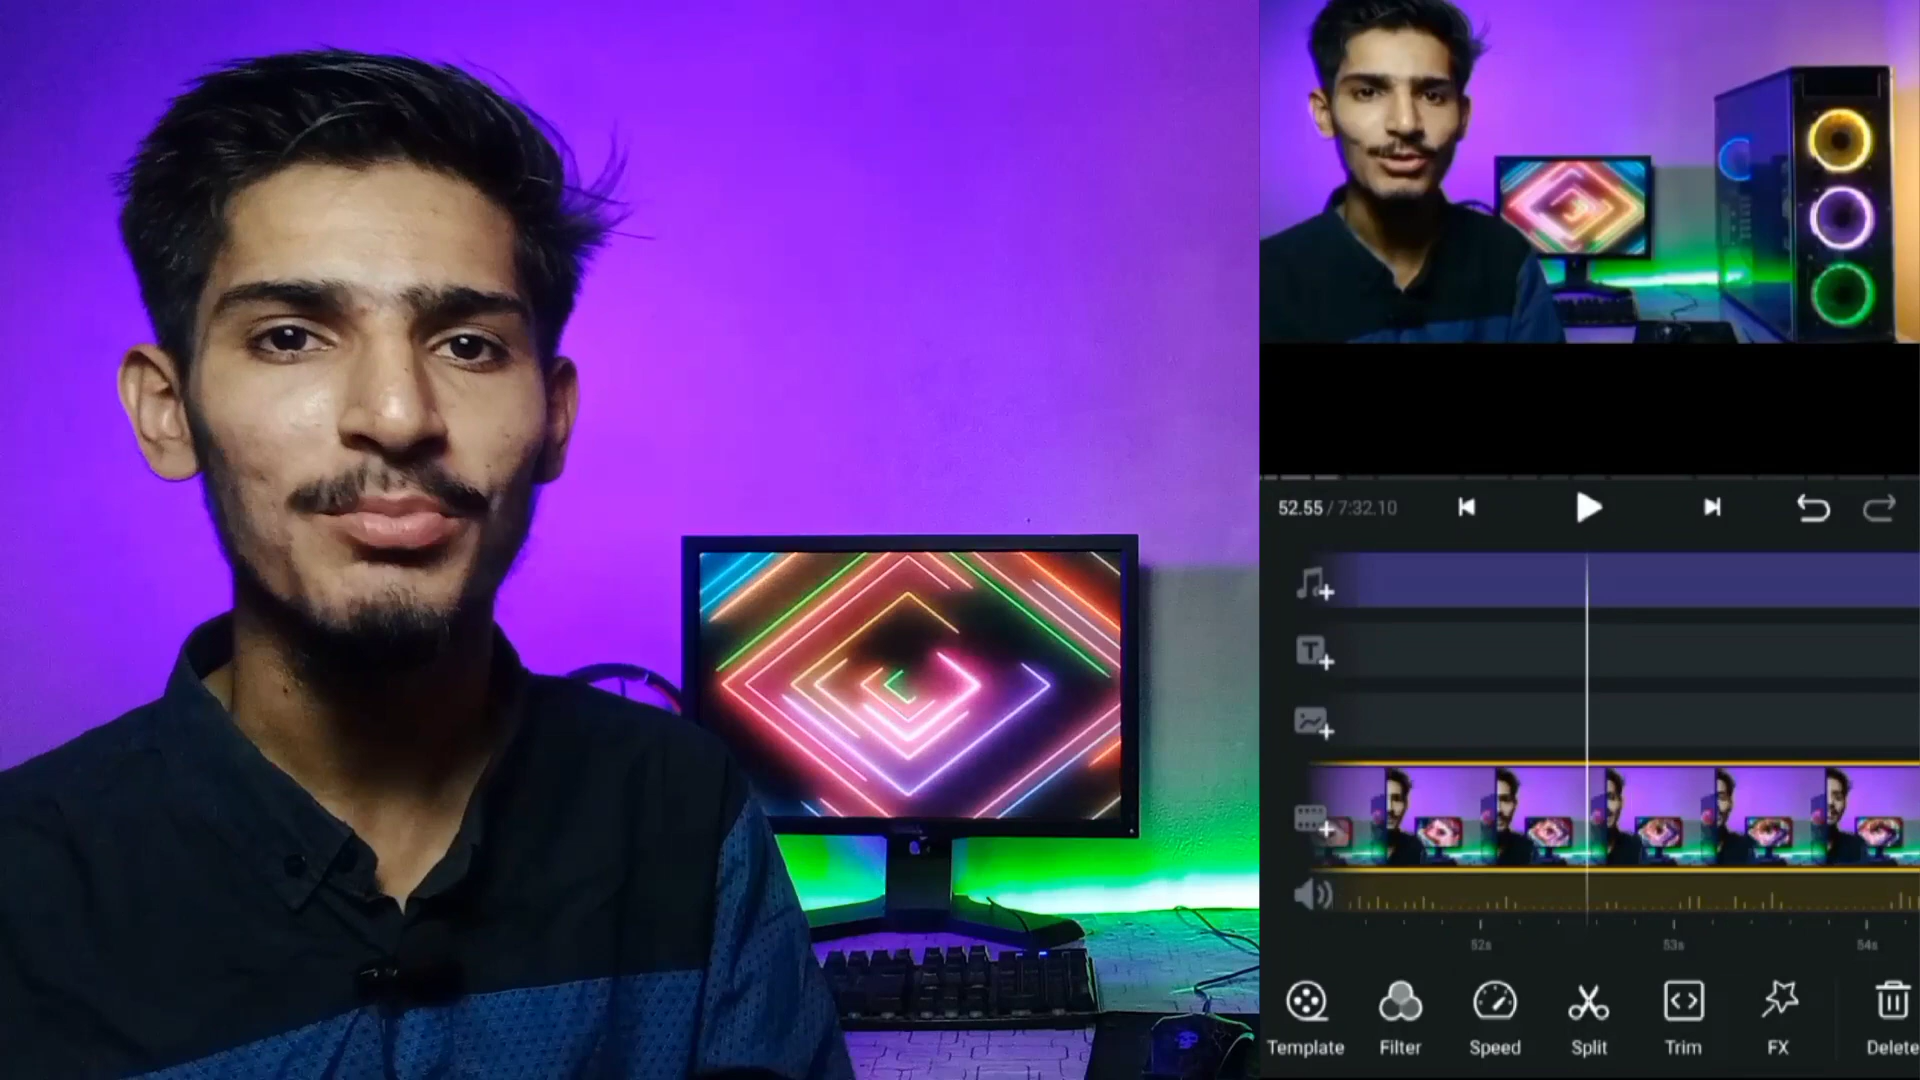 52.55 / 7:32.10
T
52s 53s 54s
Template Filter Speed Split Trim FX Delete